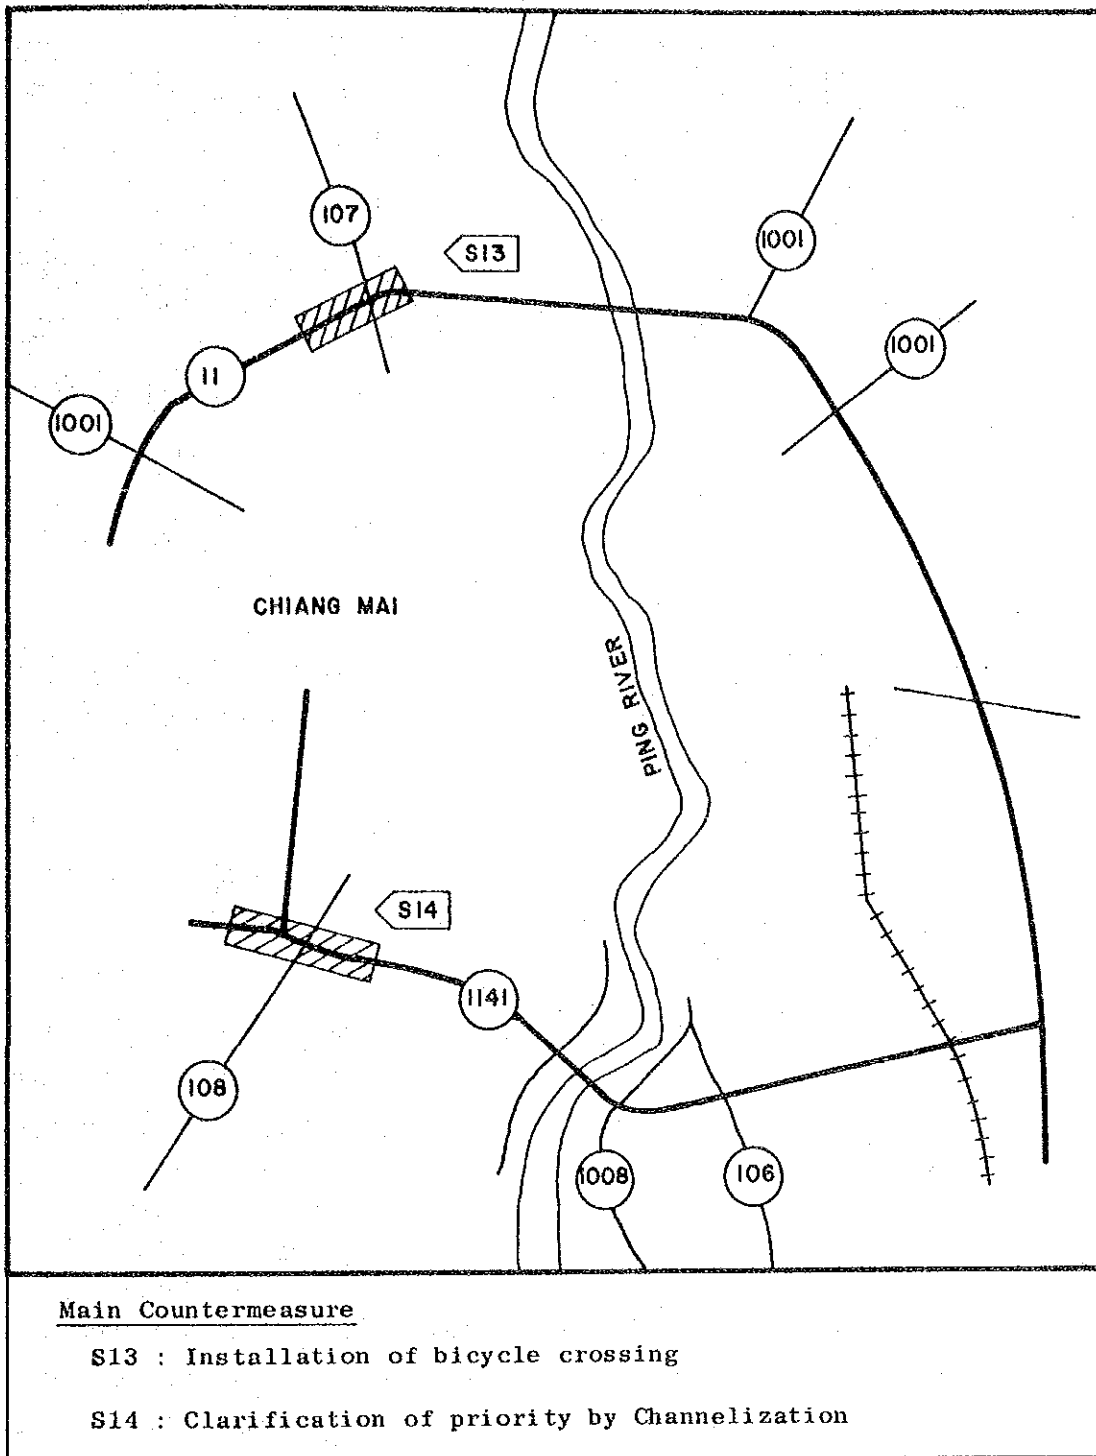 107
S13
1001
1001
11
1001
CHIANG MAI
PING RIVER
S14
1141
108
1008
106
Main Countermeasure
S13 : Installation of bicycle crossing
S14 : Clarification of priority by Channelization